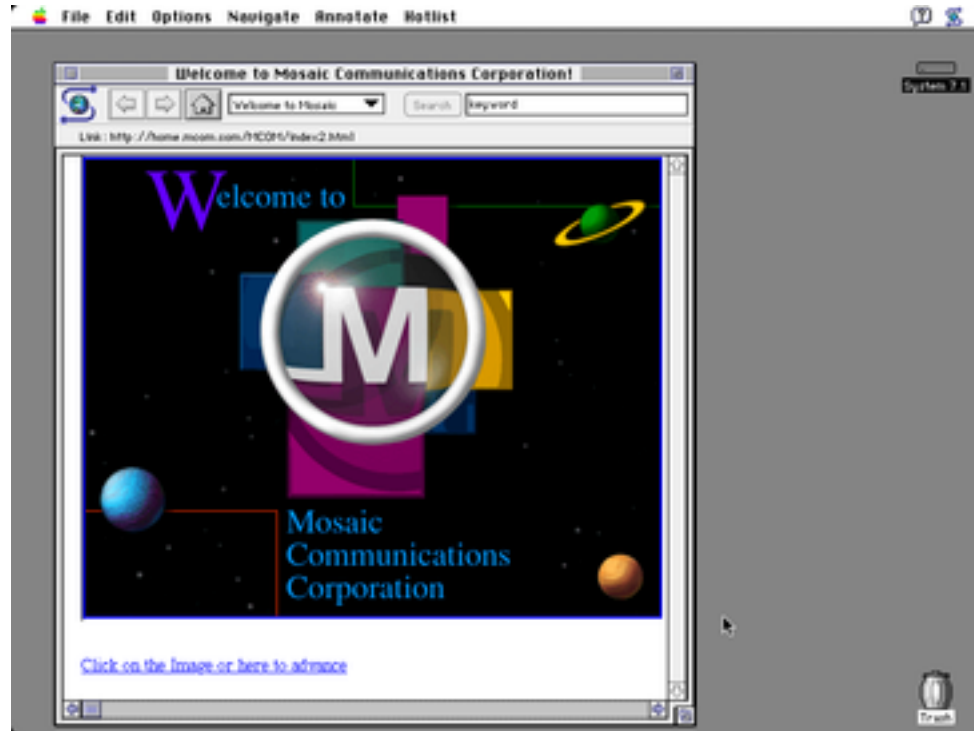 File Edit Options Navigate Annotate Hotlist
Welcome to Mosaic Communications Corporation!
Welcome to Mosaic Search keyword
Link: http://home.mcom.com/MCOM/index2.html
System 7.1
Welcome to
M
Mosaic
Communications
Corporation
Click on the Image or here to advance
Trash